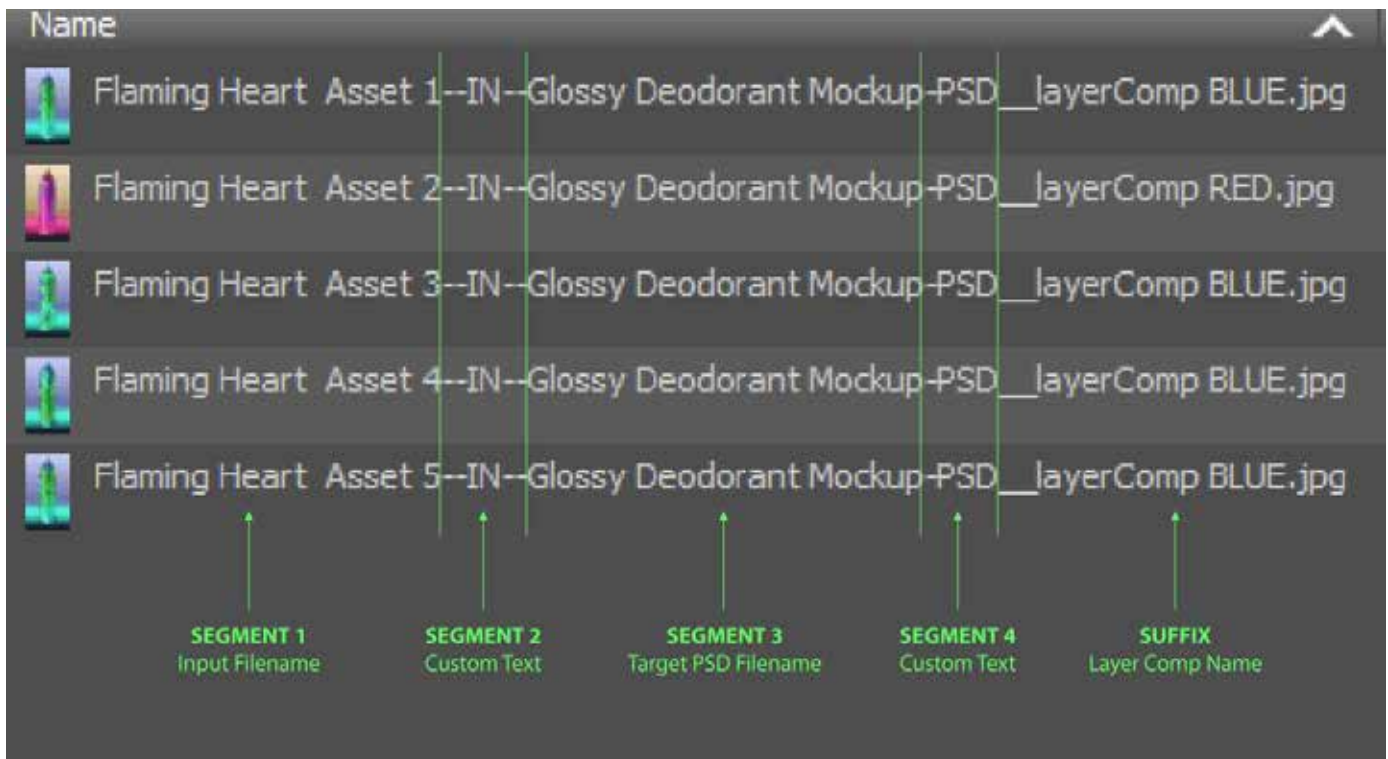 Name
Flaming Heart  Asset 1--IN--Glossy Deodorant Mockup-PSD__layerComp BLUE.jpg
Flaming Heart  Asset 2--IN--Glossy Deodorant Mockup-PSD__layerComp RED.jpg
Flaming Heart  Asset 3--IN--Glossy Deodorant Mockup-PSD__layerComp BLUE.jpg
Flaming Heart  Asset 4--IN--Glossy Deodorant Mockup-PSD__layerComp BLUE.jpg
Flaming Heart  Asset 5--IN--Glossy Deodorant Mockup-PSD__layerComp BLUE.jpg
SEGMENT 1 SEGMENT 2 SEGMENT 3 SEGMENT 4 SUFFIX
Input Filename Custom Text Target PSD Filename Custom Text Layer Comp Name